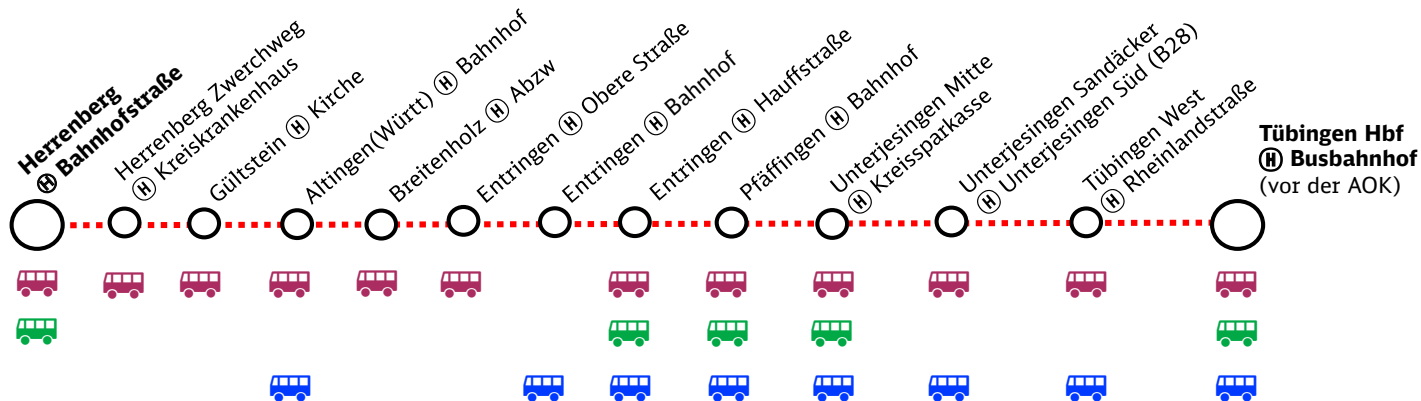 Herrenberg
Ⓗ Bahnhofstraße
Herrenberg Zwerchweg
Ⓗ Kreiskrankenhaus
Gültstein Ⓗ Kirche
Altingen(Württ) Ⓗ Bahnhof
Breitenholz Ⓗ Abzw
Entringen Ⓗ Obere Straße
Entringen Ⓗ Bahnhof
Entringen Ⓗ Hauffstraße
Pfäffingen Ⓗ Bahnhof
Unterjesingen Mitte
Ⓗ Kreissparkasse
Unterjesingen Sandäcker
Ⓗ Unterjesingen Süd (B28)
Tübingen West
Ⓗ Rheinlandstraße
Tübingen Hbf
Ⓗ Busbahnhof
(vor der AOK)